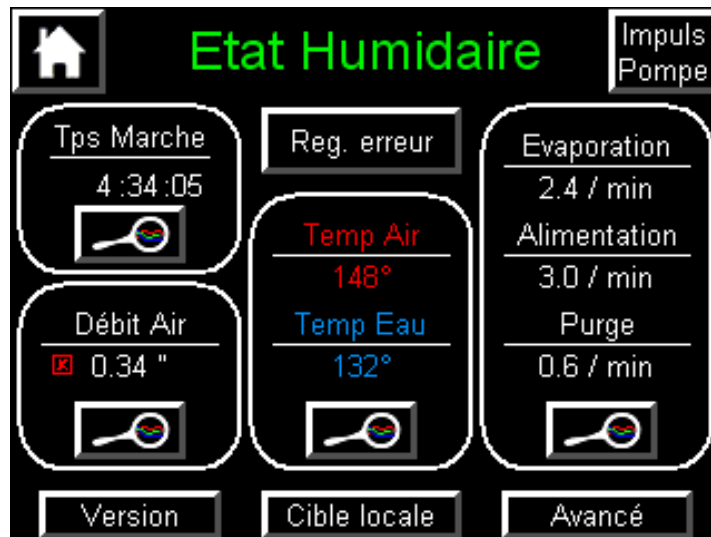 Etat Humidaire
Impuls
Pompe
Tps Marche
4 :34 :05
Reg. erreur
Evaporation
2.4 / min
Temp Air
148°
Alimentation
3.0 / min
Débit Air
0.34 "
Temp Eau
132°
Purge
0.6 / min
Version
Cible locale
Avancé